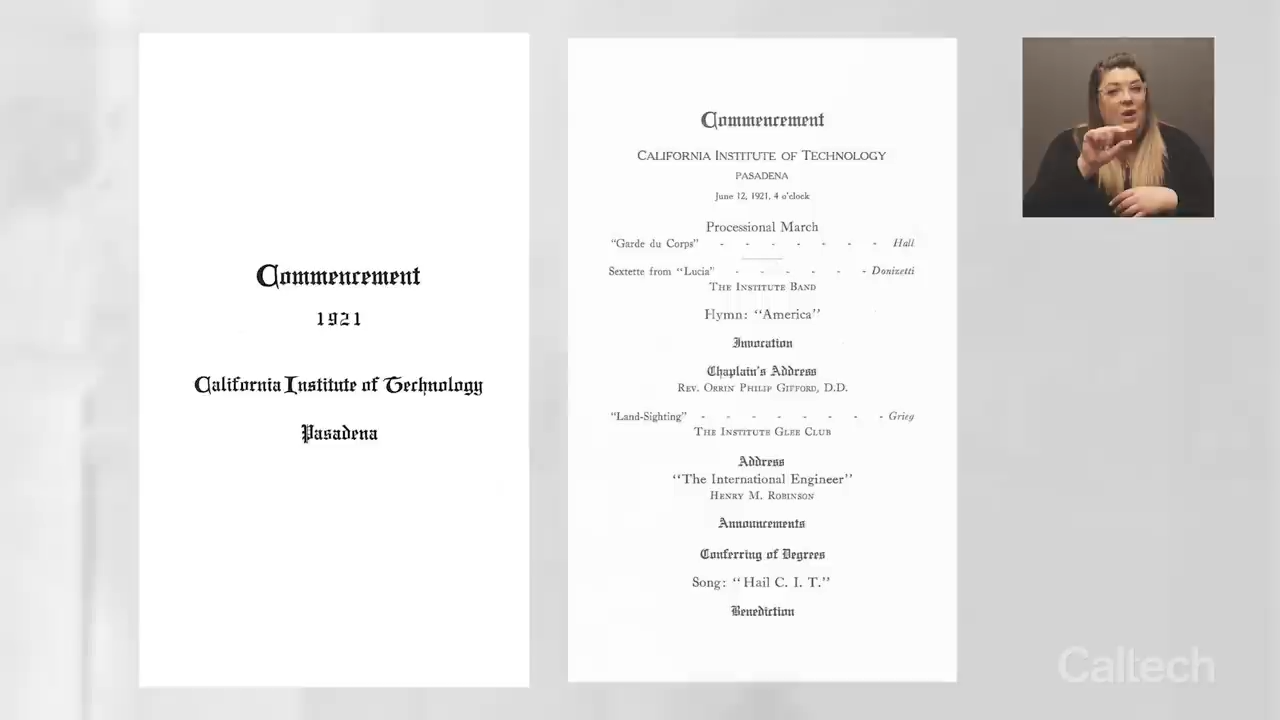 Commencement
1921
California Institute of Technology
Pasadena
Commencement
CALIFORNIA INSTITUTE OF TECHNOLOGY
PASADENA
June 12, 1921, 4 o'clock
Processional March
"Garde du Corps" - - - - - - - Hall
Sextette from "Lucia" - - - - - - Donizetti
THE INSTITUTE BAND
Hymn: "America"
Invocation
Chaplain's Address
REV. ORRIN PHILIP GIFFORD, D.D.
"Land-Sighting" - - - - - - - - Grieg
THE INSTITUTE GLEE CLUB
Address
"The International Engineer"
HENRY M. ROBINSON
Announcements
Conferring of Degrees
Song: "Hail C. I. T."
Benediction
Caltech